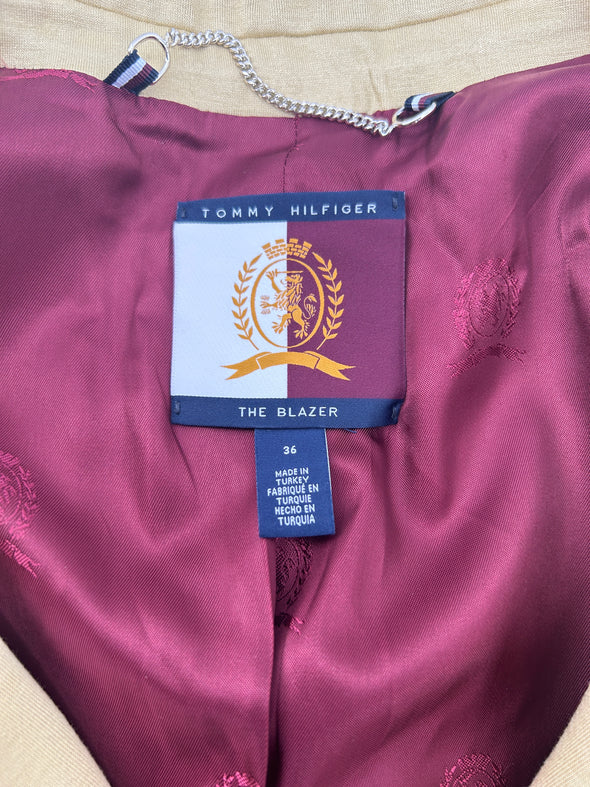 TOMMY HILFIGER
THE BLAZER
36
MADE IN
TURKEY
FABRIQUÉ EN
TURQUIE
HECHO EN
TURQUIA